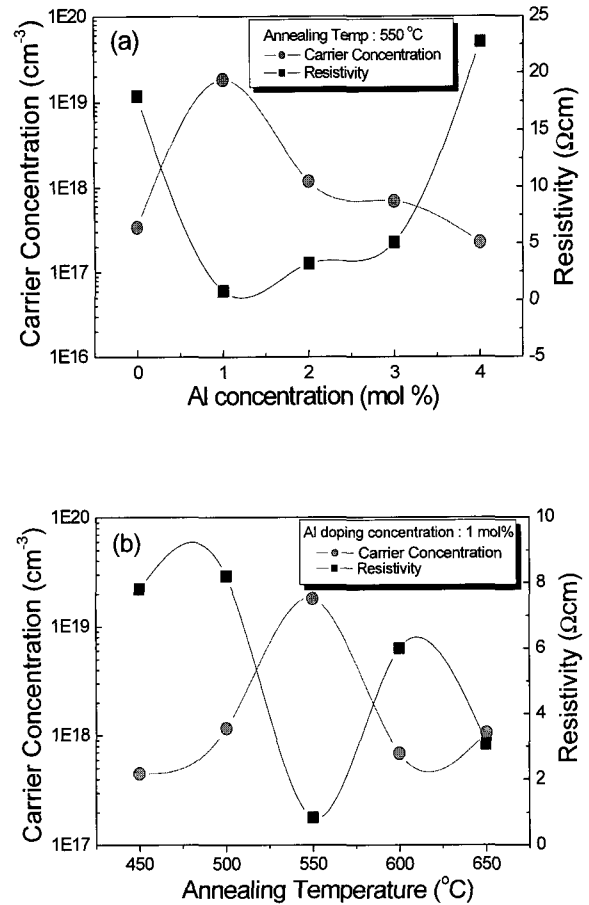 (a)
Annealing Temp : 550 °C
Carrier Concentration
Resistivity
Carrier Concentration (cm⁻³)
1E20
1E19
1E18
1E17
1E16
Resistivity (Ωcm)
25
20
15
10
5
0
-5
0 1 2 3 4
Al concentration (mol %)
(b)
Al doping concentration : 1 mol%
Carrier Concentration
Resistivity
Carrier Concentration (cm⁻³)
1E20
1E19
1E18
1E17
Resistivity (Ωcm)
10
8
6
4
2
0
450 500 550 600 650
Annealing Temperature (°C)